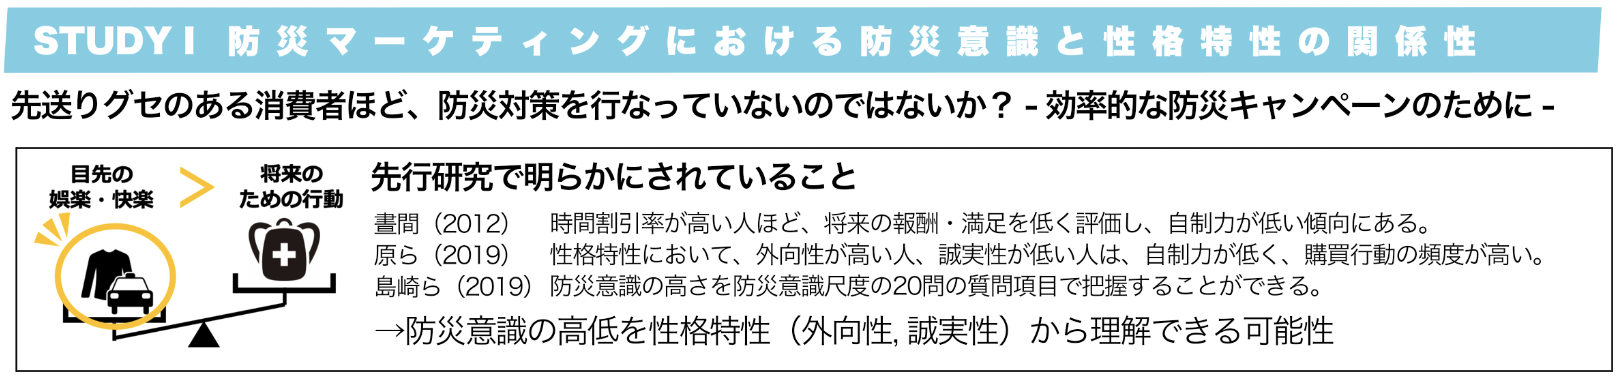 STUDY I 防災マーケティングにおける防災意識と性格特性の関係性
先送りグセのある消費者ほど、防災対策を行なっていないのではないか？ - 効率的な防災キャンペーンのために -
目先の
娯楽・快楽
>
将来の
ための行動
先行研究で明らかにされていること
晝間（2012） 時間割引率が高い人ほど、将来の報酬・満足を低く評価し、自制力が低い傾向にある。
原ら（2019） 性格特性において、外向性が高い人、誠実性が低い人は、自制力が低く、購買行動の頻度が高い。
島崎ら（2019） 防災意識の高さを防災意識尺度の20問の質問項目で把握することができる。
→防災意識の高低を性格特性（外向性, 誠実性）から理解できる可能性